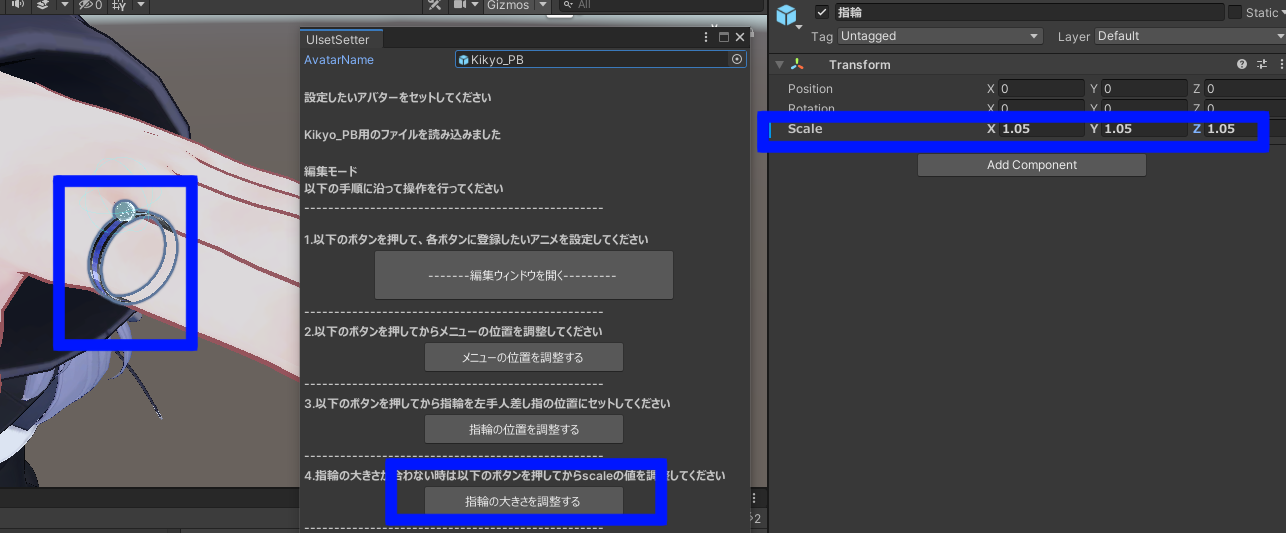 0
Gizmos
All
UIsetSetter
AvatarName
Kikyo_PB
設定したいアバターをセットしてください
Kikyo_PB用のファイルを読み込みました
編集モード
以下の手順に沿って操作を行ってください
--------------------------------------------------
1.以下のボタンを押して、各ボタンに登録したいアニメを設定してください
-------編集ウィンドウを開く---------
--------------------------------------------------
2.以下のボタンを押してからメニューの位置を調整してください
メニューの位置を調整する
--------------------------------------------------
3.以下のボタンを押してから指輪を左手人差し指の位置にセットしてください
指輪の位置を調整する
--------------------------------------------------
4.指輪の大きさが合わない時は以下のボタンを押してからscaleの値を調整してください
指輪の大きさを調整する
--------------------------------------------------
2
指輪
Static
Tag Untagged Layer Default
Transform
Position X 0 Y 0 Z 0
Rotation X 0 Y 0 Z 0
Scale X 1.05 Y 1.05 Z 1.05
Add Component